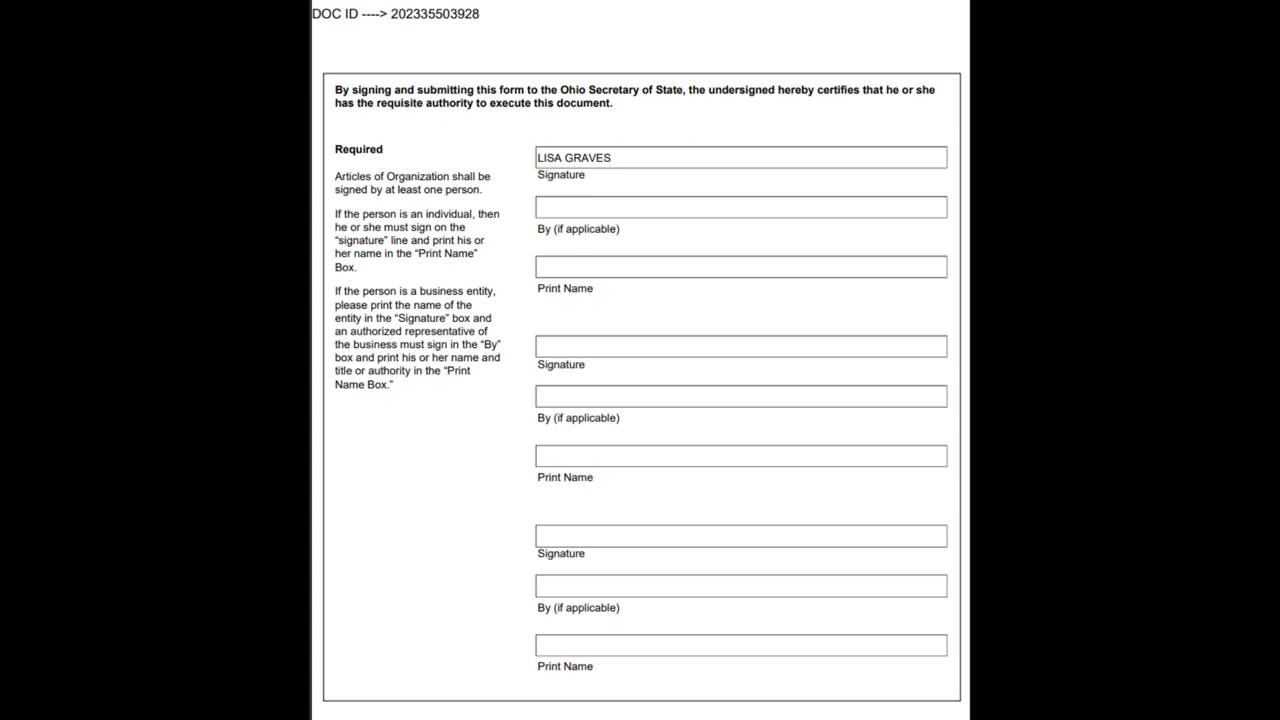 DOC ID ----> 202335503928
By signing and submitting this form to the Ohio Secretary of State, the undersigned hereby certifies that he or she
has the requisite authority to execute this document.
Required
Articles of Organization shall be
signed by at least one person.
If the person is an individual, then
he or she must sign on the
“signature” line and print his or
her name in the “Print Name”
Box.
If the person is a business entity,
please print the name of the
entity in the “Signature” box and
an authorized representative of
the business must sign in the “By”
box and print his or her name and
title or authority in the “Print
Name Box.”
LISA GRAVES
Signature
By (if applicable)
Print Name
Signature
By (if applicable)
Print Name
Signature
By (if applicable)
Print Name